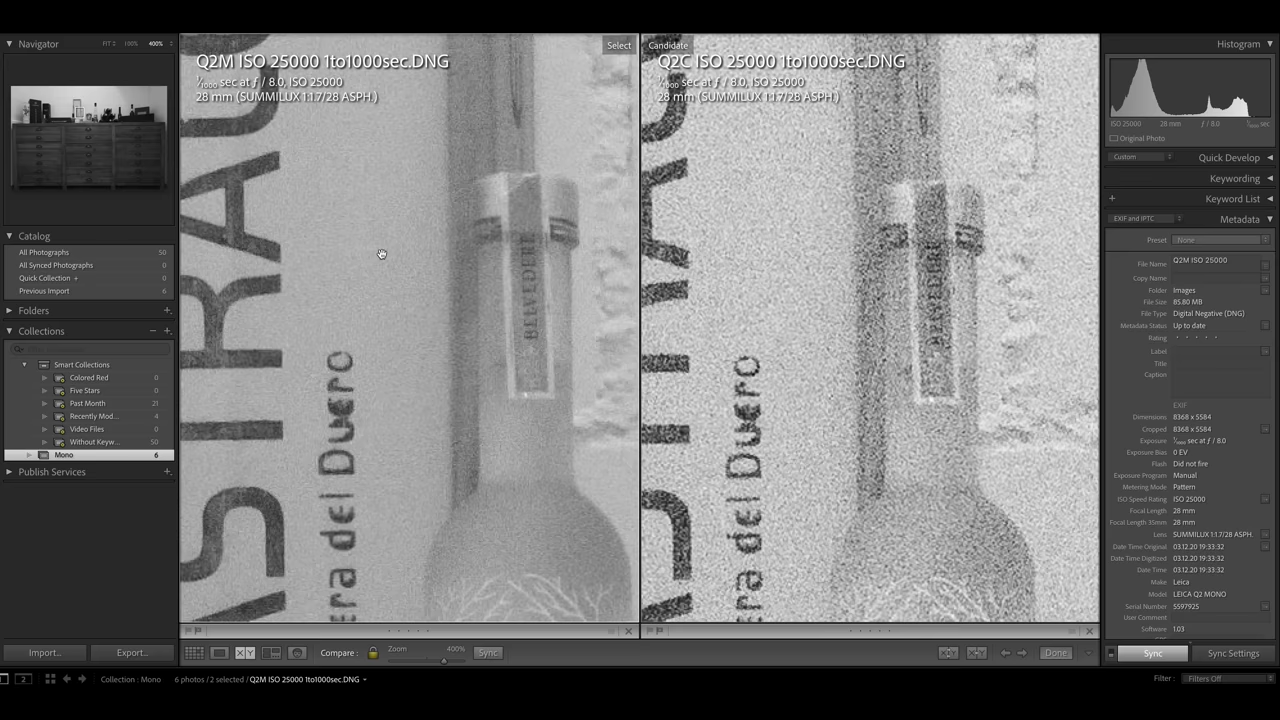 Navigator
FIT
100%
400%
Catalog
All Photographs 50
All Synced Photographs 0
Quick Collection + 0
Previous Import 6
Folders
Collections
Smart Collections
Colored Red 0
Five Stars 0
Past Month 21
Recently Mod... 4
Video Files 0
Without Keyw... 50
Mono 6
Publish Services
Import...
Export...
Select
Q2M ISO 25000 1to1000sec.DNG
1/1000 sec at ƒ / 8.0, ISO 25000
28 mm (SUMMILUX 1:1.7/28 ASPH.)
ASTRAL
era del Duero
BELVEDERE
Candidate
Q2C ISO 25000 1to1000sec.DNG
1/1000 sec at ƒ / 8.0, ISO 25000
28 mm (SUMMILUX 1:1.7/28 ASPH.)
era del Duero
Compare :
Zoom 400%
Sync
Done
Histogram
ISO 25000 28 mm ƒ / 8.0 1/1000 sec
Original Photo
Custom
Quick Develop
Keywording
Keyword List
EXIF and IPTC
Metadata
Preset None
File Name Q2M ISO 25000
Copy Name
Folder Images
File Size 85.80 MB
File Type Digital Negative (DNG)
Metadata Status Up to date
Rating
Label
Title
Caption
EXIF
Dimensions 8368 x 5584
Cropped 8368 x 5584
Exposure 1/1000 sec at ƒ / 8.0
Exposure Bias 0 EV
Flash Did not fire
Exposure Program Manual
Metering Mode Pattern
ISO Speed Rating ISO 25000
Focal Length 28 mm
Focal Length 35mm 28 mm
Lens SUMMILUX 1:1.7/28 ASPH.
Date Time Original 03.12.20 19:33:32
Date Time Digitized 03.12.20 19:33:32
Date Time 03.12.20 19:33:32
Make Leica
Model LEICA Q2 MONO
Serial Number 5597925
User Comment
Software 1.03
Sync
Sync Settings
2
Collection : Mono
6 photos / 2 selected / Q2M ISO 25000 1to1000sec.DNG
Filter :
Filters Off